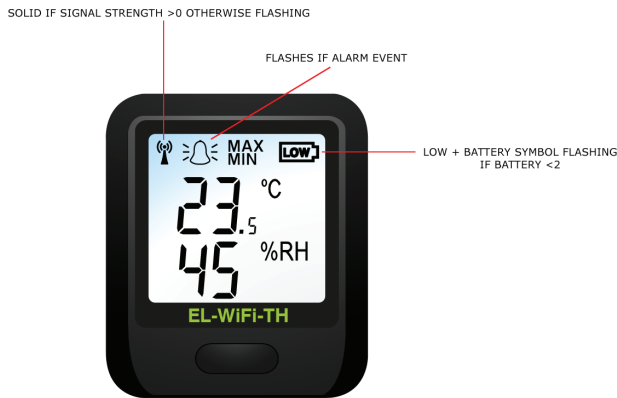 SOLID IF SIGNAL STRENGTH >0 OTHERWISE FLASHING
FLASHES IF ALARM EVENT
MAX
MIN
LOW
LOW + BATTERY SYMBOL FLASHING
IF BATTERY <2
23.5 °C
45 %RH
EL-WiFi-TH